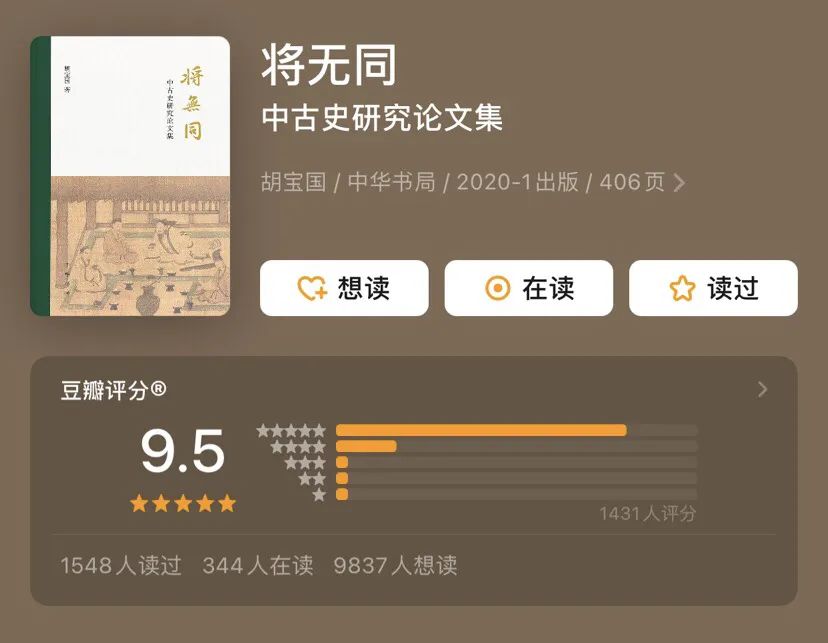 将无同
中古史研究论文集
胡宝国 / 中华书局 / 2020-1出版 / 406页
将無同
中古史研究论文集
胡宝国 著
想读
在读
读过
豆瓣评分®
9.5
1431人评分
1548人读过 344人在读 9837人想读